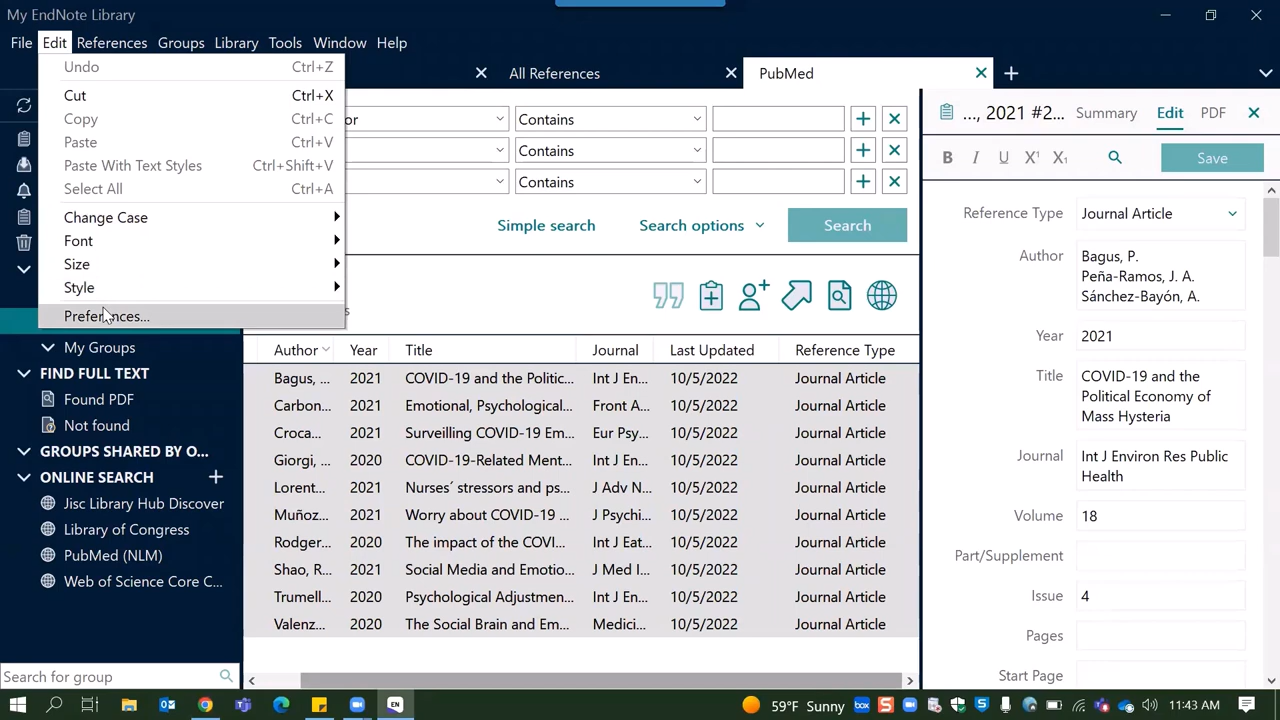 My EndNote Library
File Edit References Groups Library Tools Window Help
Undo Ctrl+Z
Cut Ctrl+X
Copy Ctrl+C
Paste Ctrl+V
Paste With Text Styles Ctrl+Shift+V
Select All Ctrl+A
Change Case
Font
Size
Style
Preferences...
My Groups
FIND FULL TEXT
Found PDF
Not found
GROUPS SHARED BY O...
ONLINE SEARCH
Jisc Library Hub Discover
Library of Congress
PubMed (NLM)
Web of Science Core C...
Search for group
All References
PubMed
or Contains
Contains
Contains
Simple search Search options Search
s
Author Year Title Journal Last Updated Reference Type
Bagus, ... 2021 COVID-19 and the Politic... Int J En... 10/5/2022 Journal Article
Carbon... 2021 Emotional, Psychological... Front A... 10/5/2022 Journal Article
Croca... 2021 Surveilling COVID-19 Em... Eur Psy... 10/5/2022 Journal Article
Giorgi, ... 2020 COVID-19-Related Ment... Int J En... 10/5/2022 Journal Article
Lorent... 2021 Nurses´ stressors and ps... J Adv N... 10/5/2022 Journal Article
Muñoz... 2021 Worry about COVID-19 ... J Psychi... 10/5/2022 Journal Article
Rodger... 2020 The impact of the COVI... J Eat... 10/5/2022 Journal Article
Shao, R... 2020 Social Media and Emotio... J Med I... 10/5/2022 Journal Article
Trumell... 2020 Psychological Adjustmen... Int J En... 10/5/2022 Journal Article
Valenz... 2020 The Social Brain and Em... Medici... 10/5/2022 Journal Article
..., 2021 #2... Summary Edit PDF
B I U X¹ X₁ Save
Reference Type Journal Article
Author Bagus, P.
Peña-Ramos, J. A.
Sánchez-Bayón, A.
Year 2021
Title COVID-19 and the
Political Economy of
Mass Hysteria
Journal Int J Environ Res Public
Health
Volume 18
Part/Supplement
Issue 4
Pages
Start Page
EN
59°F Sunny
11:43 AM